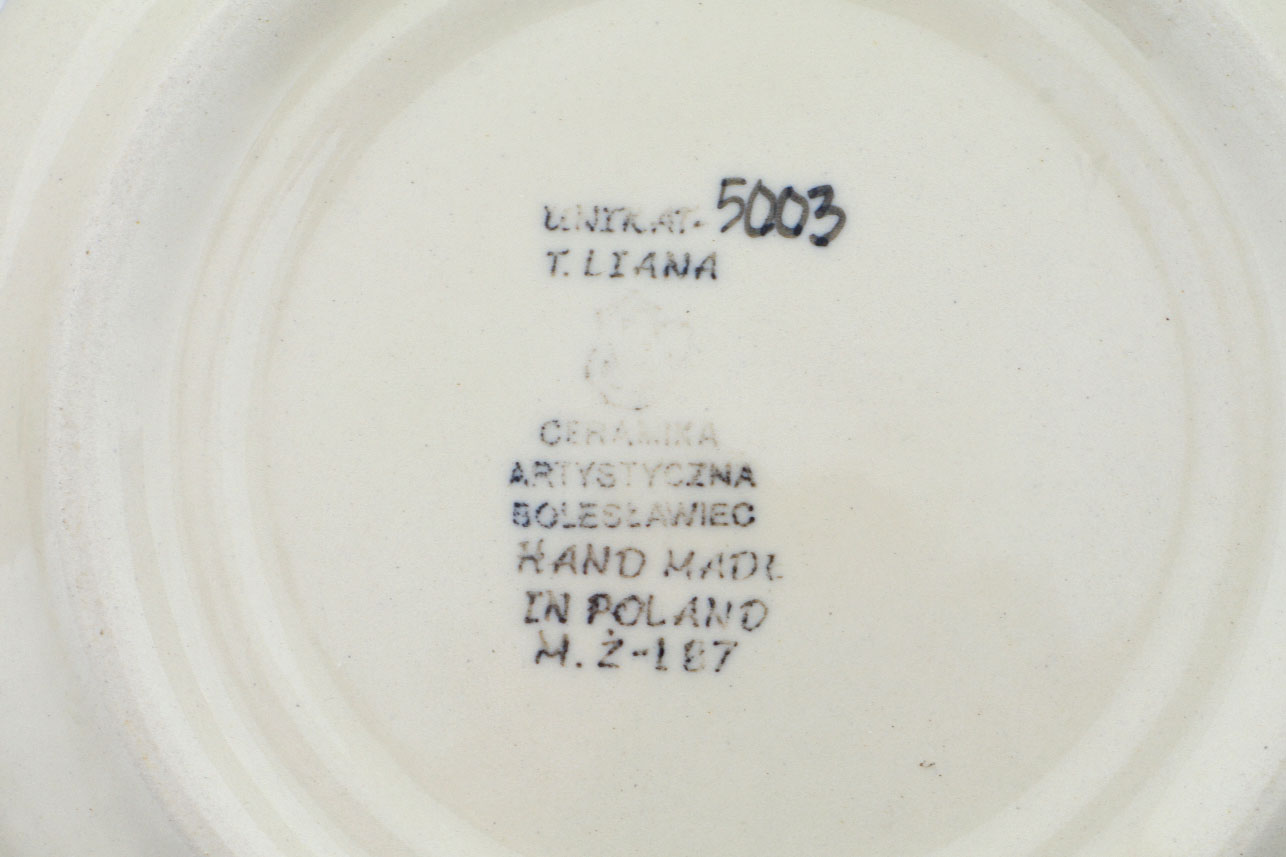 UNIKAT 5003
T. LIANA
CERAMIKA
ARTYSTYCZNA
BOLESŁAWIEC
HAND MADE
IN POLAND
M. Ż-187